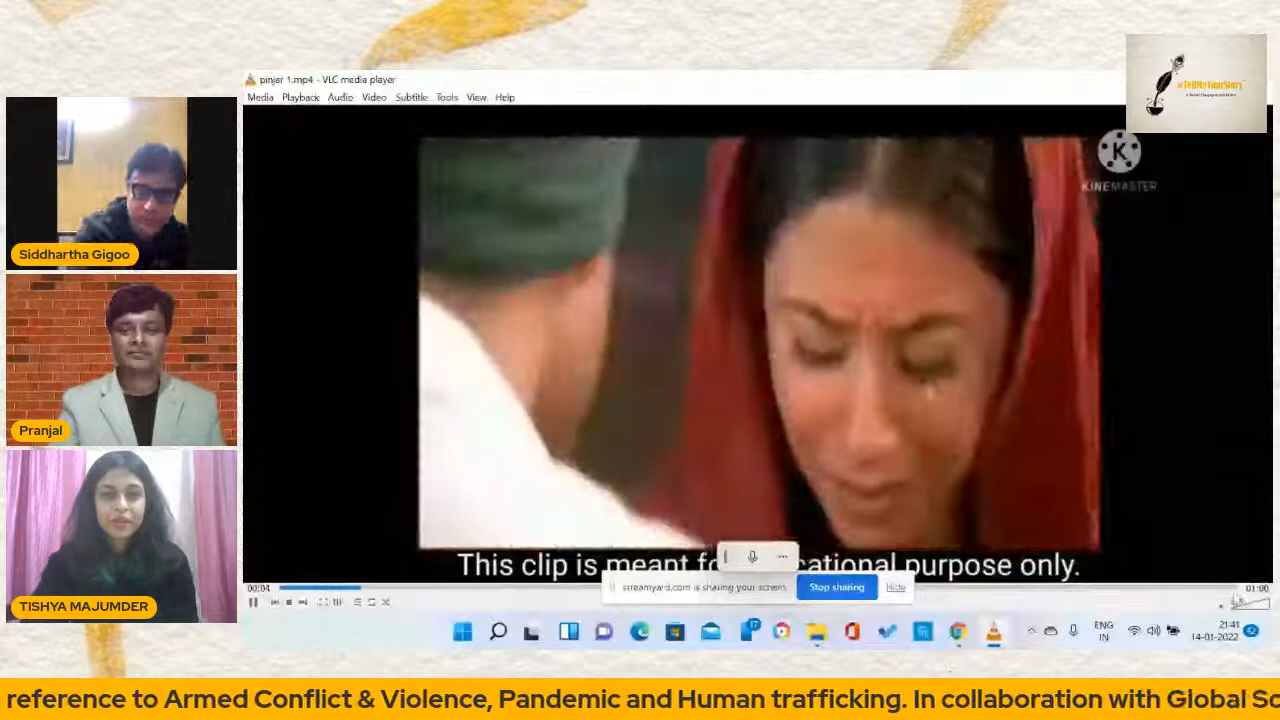 pinjar 1.mp4 - VLC media player
Media Playback Audio Video Subtitle Tools View Help
#TellMeYourStory
KINEMASTER
Siddhartha Gigoo
Pranjal
TISHYA MAJUMDER
This clip is meant purpose only.
streamyard.com is sharing your screen.
Stop sharing
Hide
00:04
01:00
17
ENG
IN
21:41
14-01-2022
reference to Armed Conflict & Violence, Pandemic and Human trafficking. In collaboration with Global